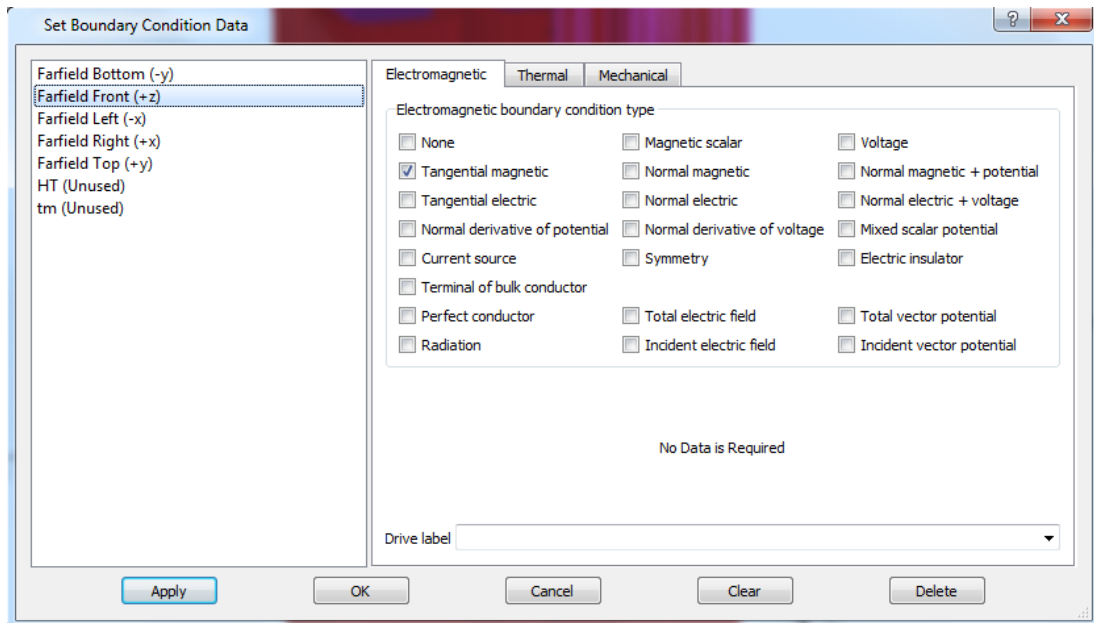 Set Boundary Condition Data
?
Farfield Bottom (-y)
Farfield Front (+z)
Farfield Left (-x)
Farfield Right (+x)
Farfield Top (+y)
HT (Unused)
tm (Unused)
Electromagnetic Thermal Mechanical
Electromagnetic boundary condition type
None Magnetic scalar Voltage
Tangential magnetic Normal magnetic Normal magnetic + potential
Tangential electric Normal electric Normal electric + voltage
Normal derivative of potential Normal derivative of voltage Mixed scalar potential
Current source Symmetry Electric insulator
Terminal of bulk conductor
Perfect conductor Total electric field Total vector potential
Radiation Incident electric field Incident vector potential
No Data is Required
Drive label
Apply OK Cancel Clear Delete